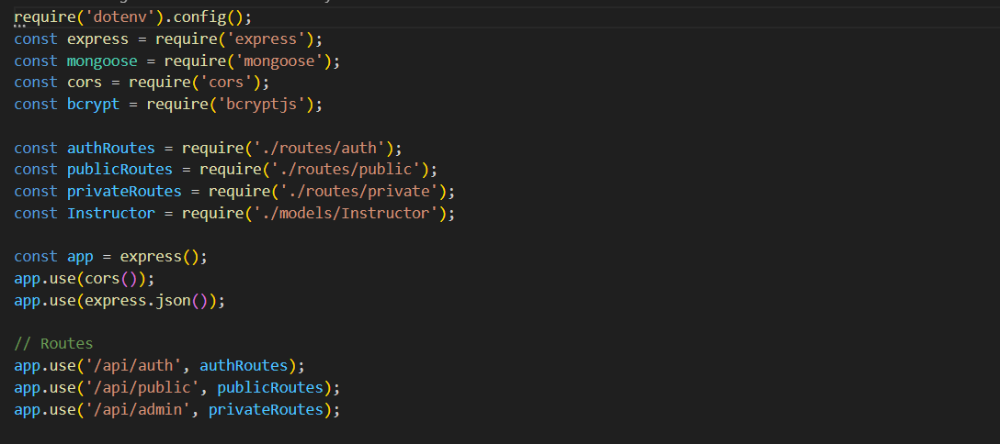 require('dotenv').config();
const express = require('express');
const mongoose = require('mongoose');
const cors = require('cors');
const bcrypt = require('bcryptjs');
const authRoutes = require('./routes/auth');
const publicRoutes = require('./routes/public');
const privateRoutes = require('./routes/private');
const Instructor = require('./models/Instructor');
const app = express();
app.use(cors());
app.use(express.json());
// Routes
app.use('/api/auth', authRoutes);
app.use('/api/public', publicRoutes);
app.use('/api/admin', privateRoutes);